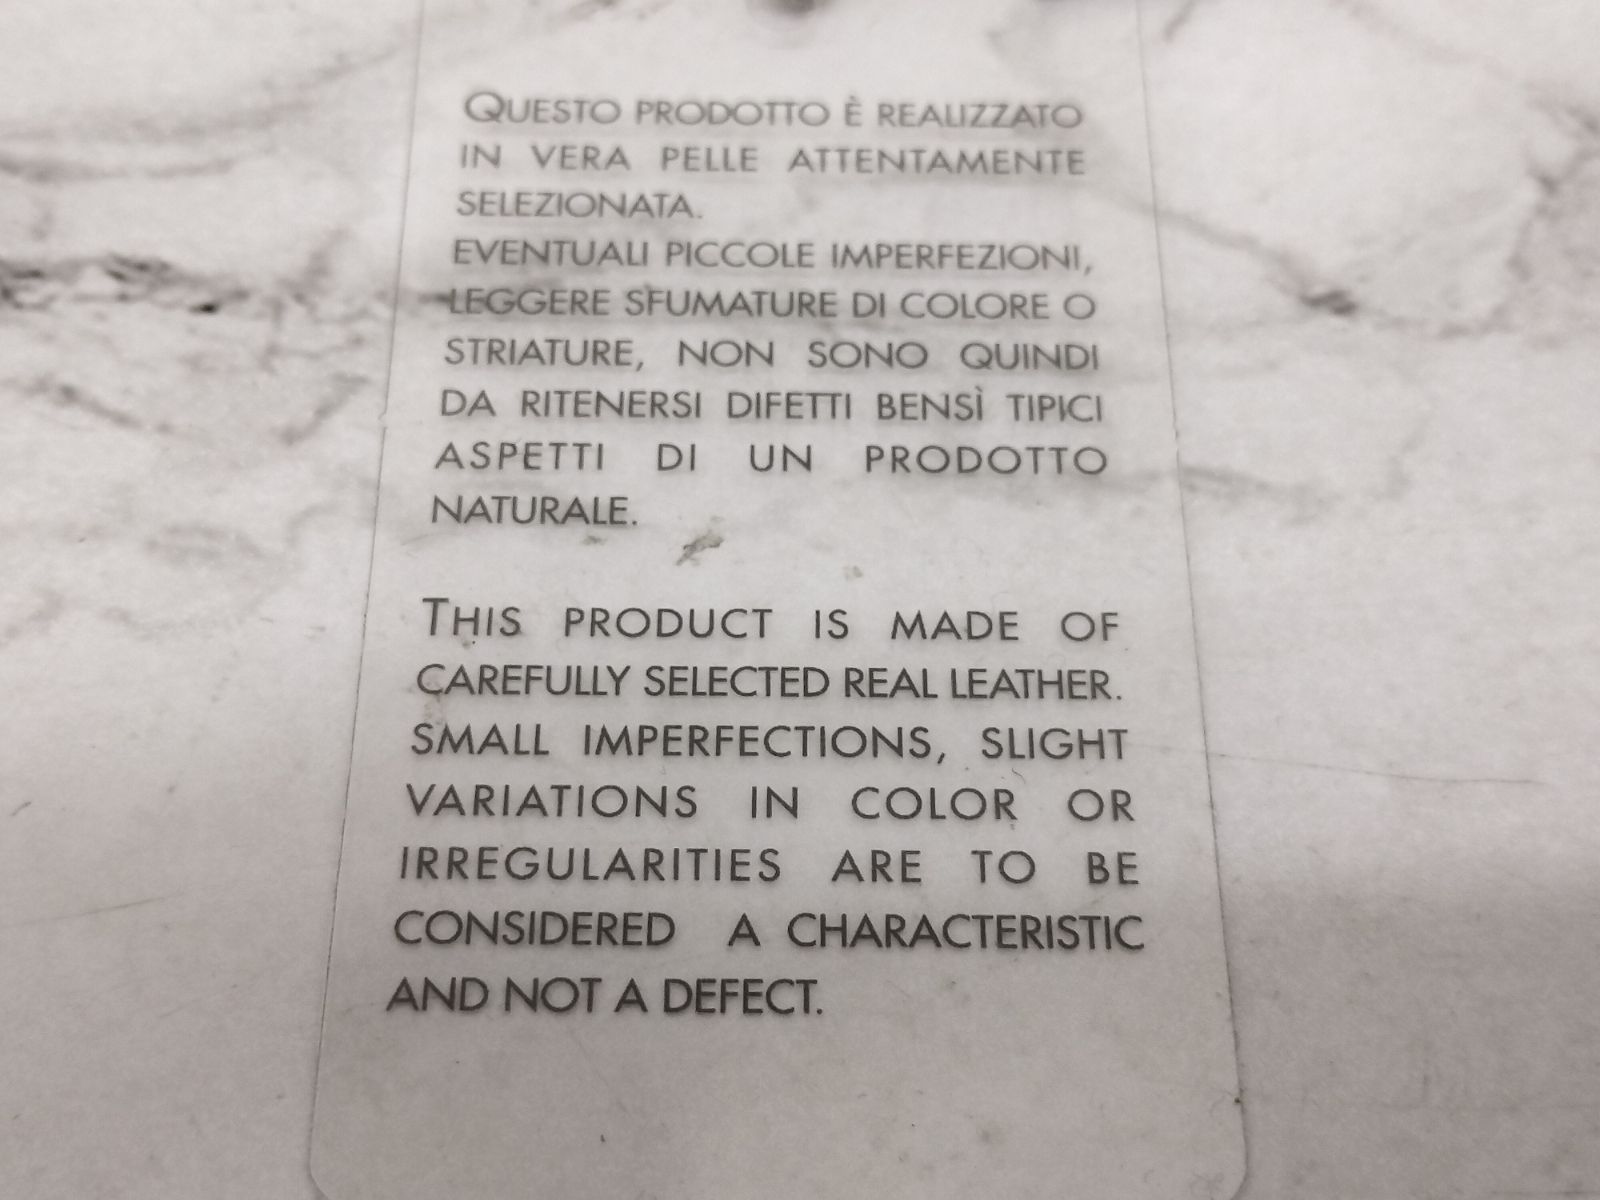 QUESTO PRODOTTO È REALIZZATO
IN VERA PELLE ATTENTAMENTE
SELEZIONATA.
EVENTUALI PICCOLE IMPERFEZIONI,
LEGGERE SFUMATURE DI COLORE O
STRIATURE, NON SONO QUINDI
DA RITENERSI DIFETTI BENSÌ TIPICI
ASPETTI DI UN PRODOTTO
NATURALE.
THIS PRODUCT IS MADE OF
CAREFULLY SELECTED REAL LEATHER.
SMALL IMPERFECTIONS, SLIGHT
VARIATIONS IN COLOR OR
IRREGULARITIES ARE TO BE
CONSIDERED A CHARACTERISTIC
AND NOT A DEFECT.